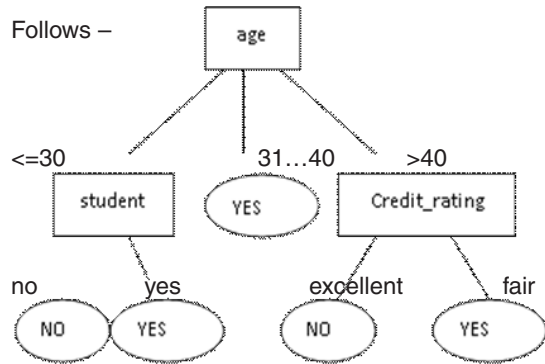 Follows –
age
<=30 31…40 >40
student YES Credit_rating
no yes excellent fair
NO YES NO YES